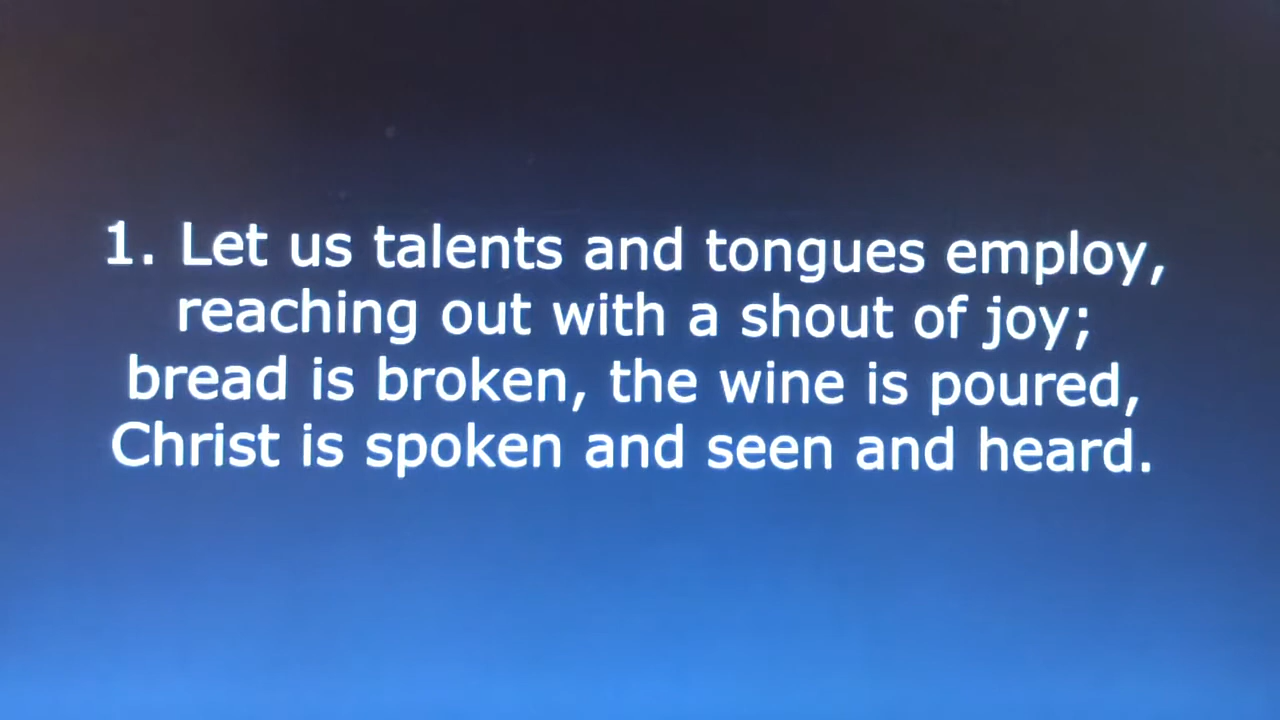 1. Let us talents and tongues employ,
reaching out with a shout of joy;
bread is broken, the wine is poured,
Christ is spoken and seen and heard.